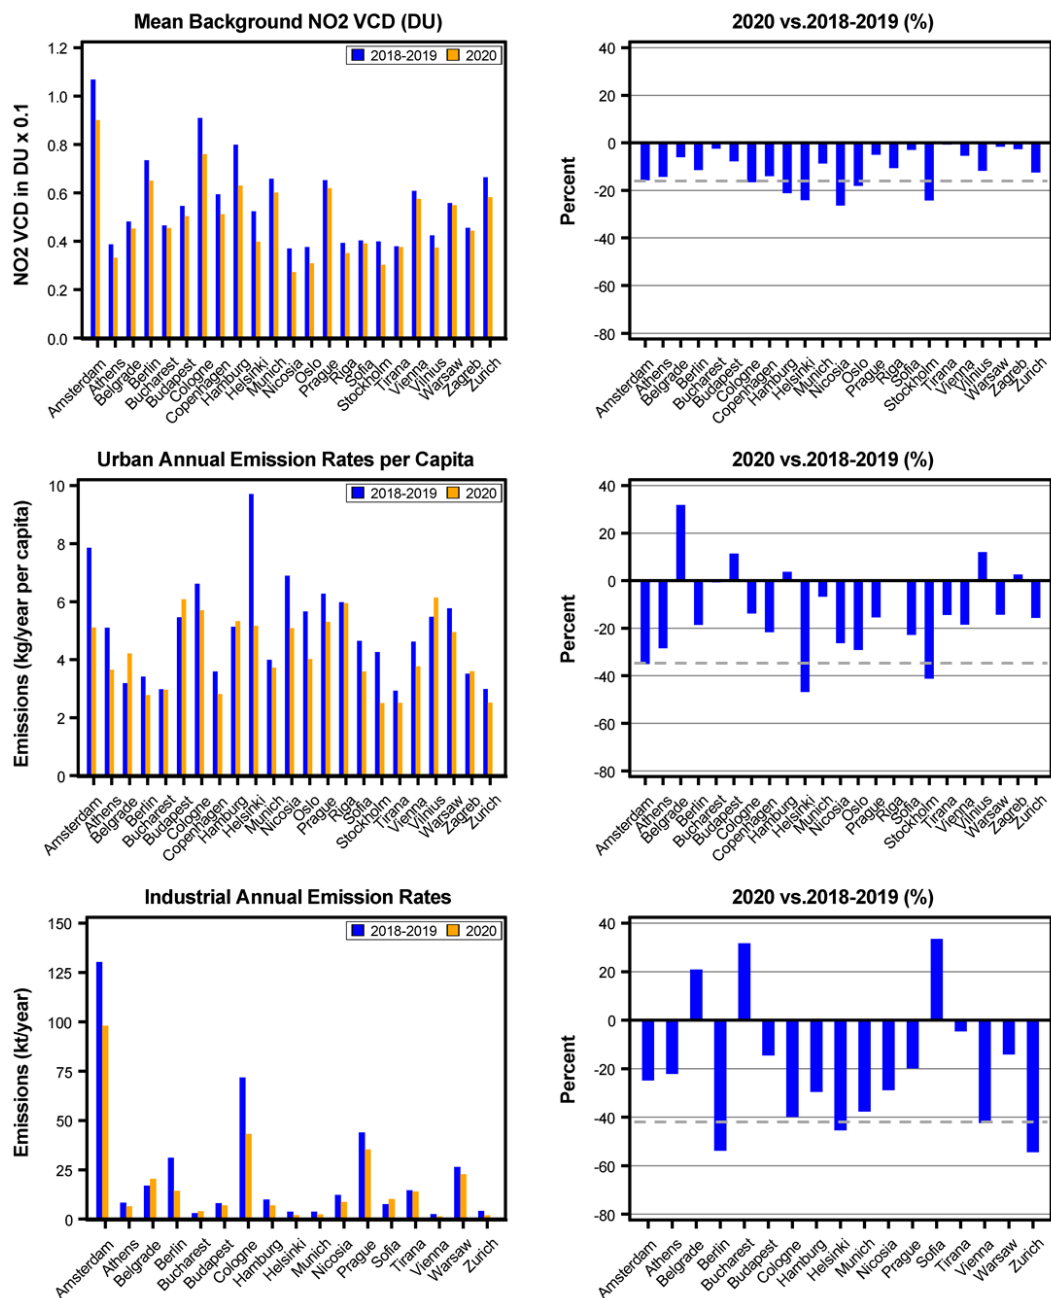 Mean Background NO2 VCD (DU)
NO2 VCD in DU x 0.1
1.2
1.0
0.8
0.6
0.4
0.2
0.0
2018-2019 2020
Amsterdam
Athens
Belgrade
Berlin
Bucharest
Budapest
Cologne
Copenhagen
Hamburg
Helsinki
Munich
Nicosia
Oslo
Prague
Riga
Sofia
Stockholm
Tirana
Vienna
Vilnius
Warsaw
Zagreb
Zurich
2020 vs.2018-2019 (%)
Percent
40
20
0
-20
-40
-60
-80
Amsterdam
Athens
Belgrade
Berlin
Bucharest
Budapest
Cologne
Copenhagen
Hamburg
Helsinki
Munich
Nicosia
Oslo
Prague
Riga
Sofia
Stockholm
Tirana
Vienna
Vilnius
Warsaw
Zagreb
Zurich
Urban Annual Emission Rates per Capita
Emissions (kg/year per capita)
10
8
6
4
2
0
2018-2019 2020
Amsterdam
Athens
Belgrade
Berlin
Bucharest
Budapest
Cologne
Copenhagen
Hamburg
Helsinki
Munich
Nicosia
Oslo
Prague
Riga
Sofia
Stockholm
Tirana
Vienna
Vilnius
Warsaw
Zagreb
Zurich
2020 vs.2018-2019 (%)
Percent
40
20
0
-20
-40
-60
-80
Amsterdam
Athens
Belgrade
Berlin
Bucharest
Budapest
Cologne
Copenhagen
Hamburg
Helsinki
Munich
Nicosia
Oslo
Prague
Riga
Sofia
Stockholm
Tirana
Vienna
Vilnius
Warsaw
Zagreb
Zurich
Industrial Annual Emission Rates
Emissions (kt/year)
150
125
100
75
50
25
0
2018-2019 2020
Amsterdam
Athens
Belgrade
Berlin
Bucharest
Budapest
Cologne
Hamburg
Helsinki
Munich
Nicosia
Prague
Sofia
Tirana
Vienna
Warsaw
Zurich
2020 vs.2018-2019 (%)
Percent
40
20
0
-20
-40
-60
-80
Amsterdam
Athens
Belgrade
Berlin
Bucharest
Budapest
Cologne
Hamburg
Helsinki
Munich
Nicosia
Prague
Sofia
Tirana
Vienna
Warsaw
Zurich